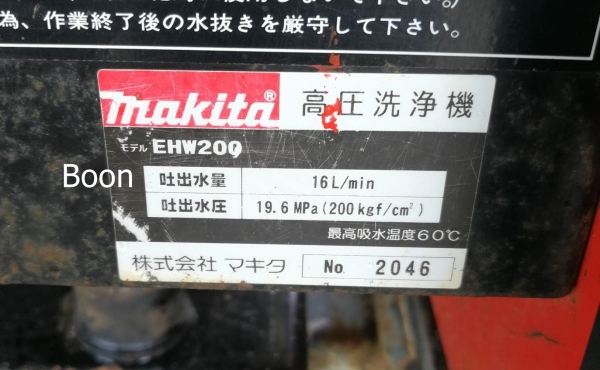 為、作業終了後の水抜きを厳守して下さい。
makita® 高圧洗浄機
モデル EHW200
Boon
吐出水量 16L/min
吐出水圧 19.6MPa(200kgf/cm²)
最高吸水温度60℃
株式会社 マキタ No 2046